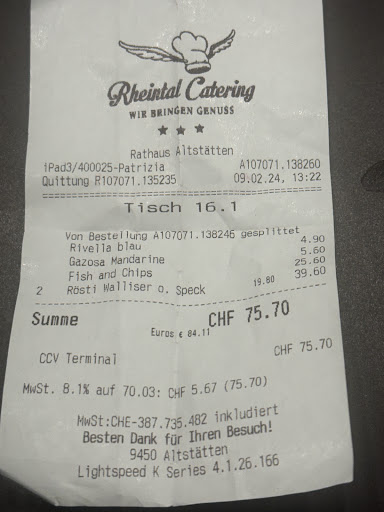 Rheintal Catering
WIR BRINGEN GENUSS
Rathaus Altstätten
iPad3/400025-Patrizia A107071.138260
Quittung R107071.135235 09.02.24, 13:22
Tisch 16.1
Von Bestellung A107071.138246 gesplittet
Rivella blau 4.90
Gazosa Mandarine 5.60
Fish and Chips 25.60
2 Rösti Walliser o. Speck 19.80 39.60
Summe CHF 75.70
Euros € 84.11
CCV Terminal CHF 75.70
MwSt. 8.1% auf 70.03: CHF 5.67 (75.70)
MwSt:CHE-387.735.482 inkludiert
Besten Dank für Ihren Besuch!
9450 Altstätten
Lightspeed K Series 4.1.26.166